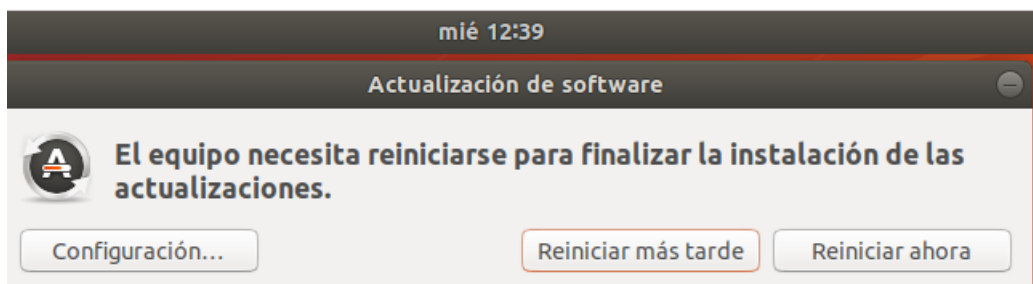 mié 12:39
Actualización de software
El equipo necesita reiniciarse para finalizar la instalación de las
actualizaciones.
Configuración...
Reiniciar más tarde
Reiniciar ahora